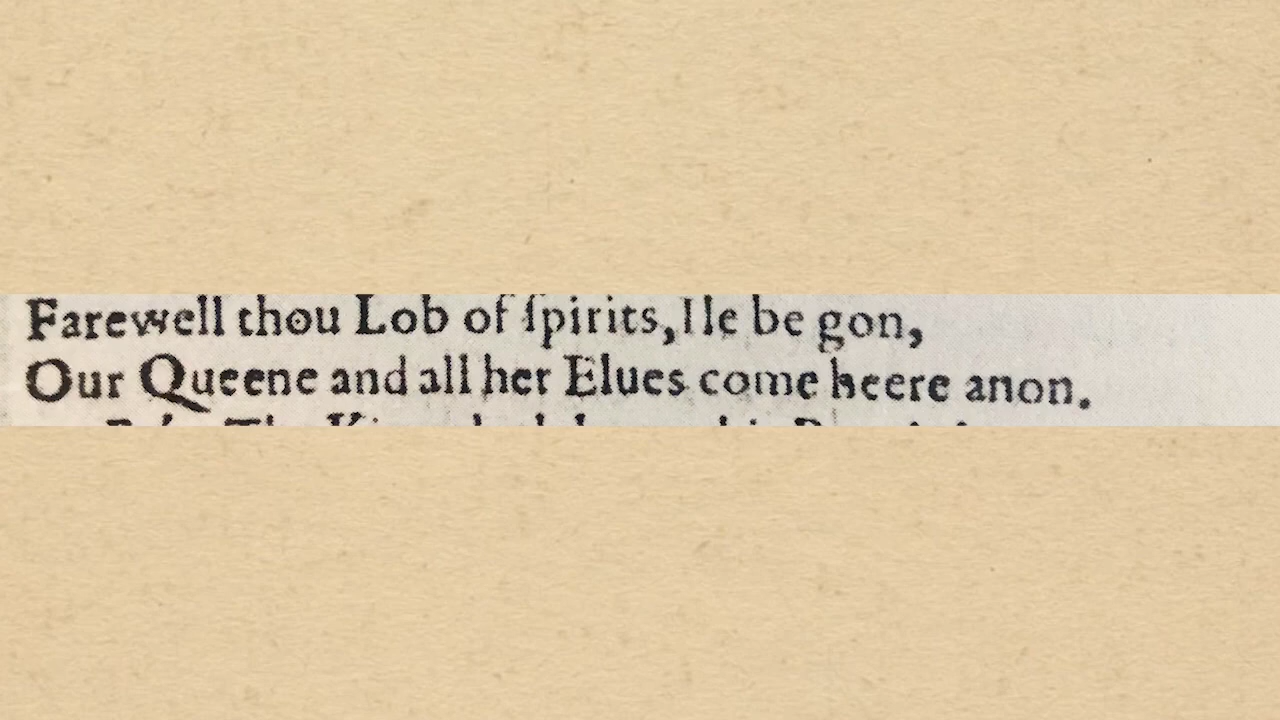 Farewell thou Lob of ſpirits, Ile be gon,
Our Queene and all her Elues come heere anon.